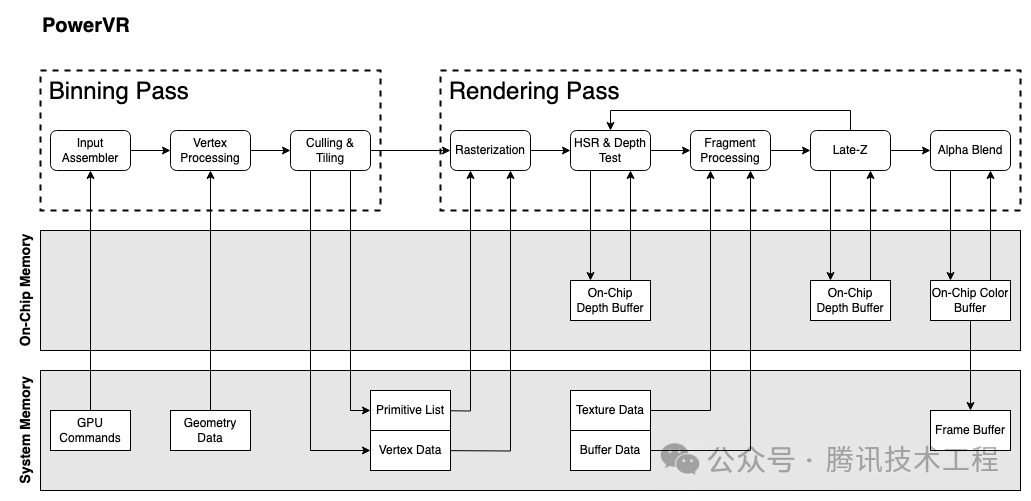 PowerVR
Binning Pass
Rendering Pass
Input
Assembler
Vertex
Processing
Culling &
Tiling
Rasterization
HSR & Depth
Test
Fragment
Processing
Late-Z
Alpha Blend
On-Chip Memory
On-Chip
Depth Buffer
On-Chip
Depth Buffer
On-Chip Color
Buffer
System Memory
GPU
Commands
Geometry
Data
Primitive List
Vertex Data
Texture Data
Buffer Data
Frame Buffer
公众号 · 腾讯技术工程